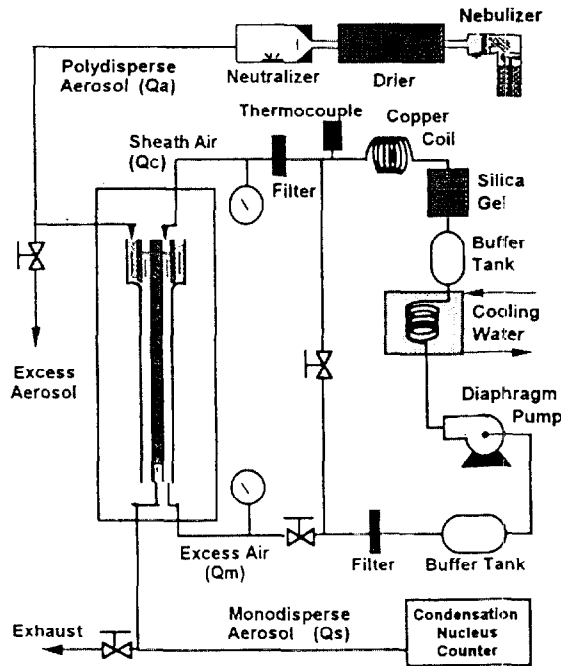 Nebulizer
Neutralizer
Drier
Polydisperse
Aerosol (Qa)
Thermocouple
Copper
Coil
Sheath Air
(Qc)
Filter
Silica
Gel
Buffer
Tank
Cooling
Water
Excess
Aerosol
Diaphragm
Pump
Excess Air
(Qm)
Filter
Buffer Tank
Exhaust
Monodisperse
Aerosol (Qs)
Condensation
Nucleus
Counter